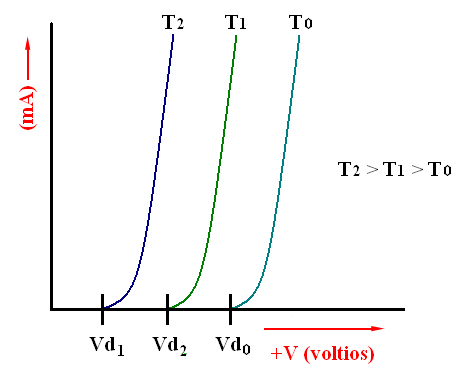 T2 T1 T0
(mA)
T2 > T1 > T0
Vd1 Vd2 Vd0
+V (voltios)